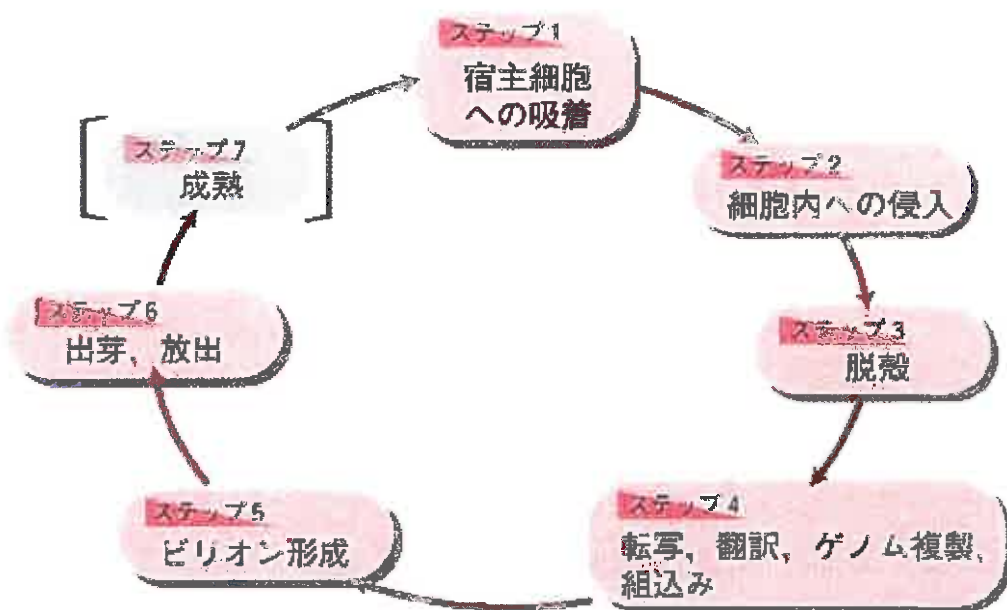 ステップ1
宿主細胞
への吸着
ステップ2
細胞内への侵入
ステップ3
脱殻
ステップ4
転写，翻訳，ゲノム複製，
組込み
ステップ5
ビリオン形成
ステップ6
出芽，放出
ステップ7
成熟